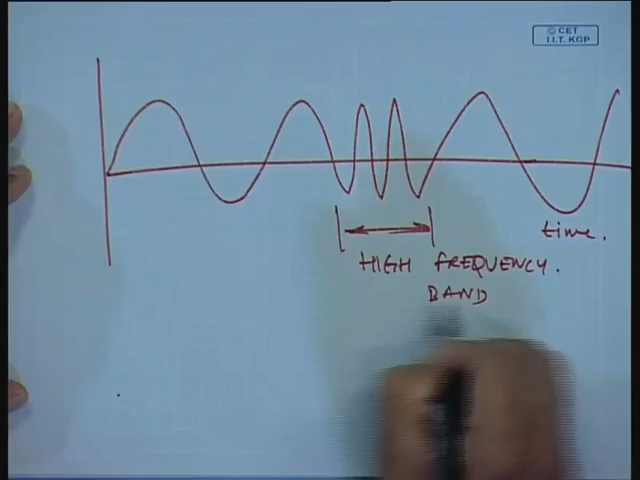 © CET
I.I.T. KGP
time.
HIGH FREQUENCY.
BAND